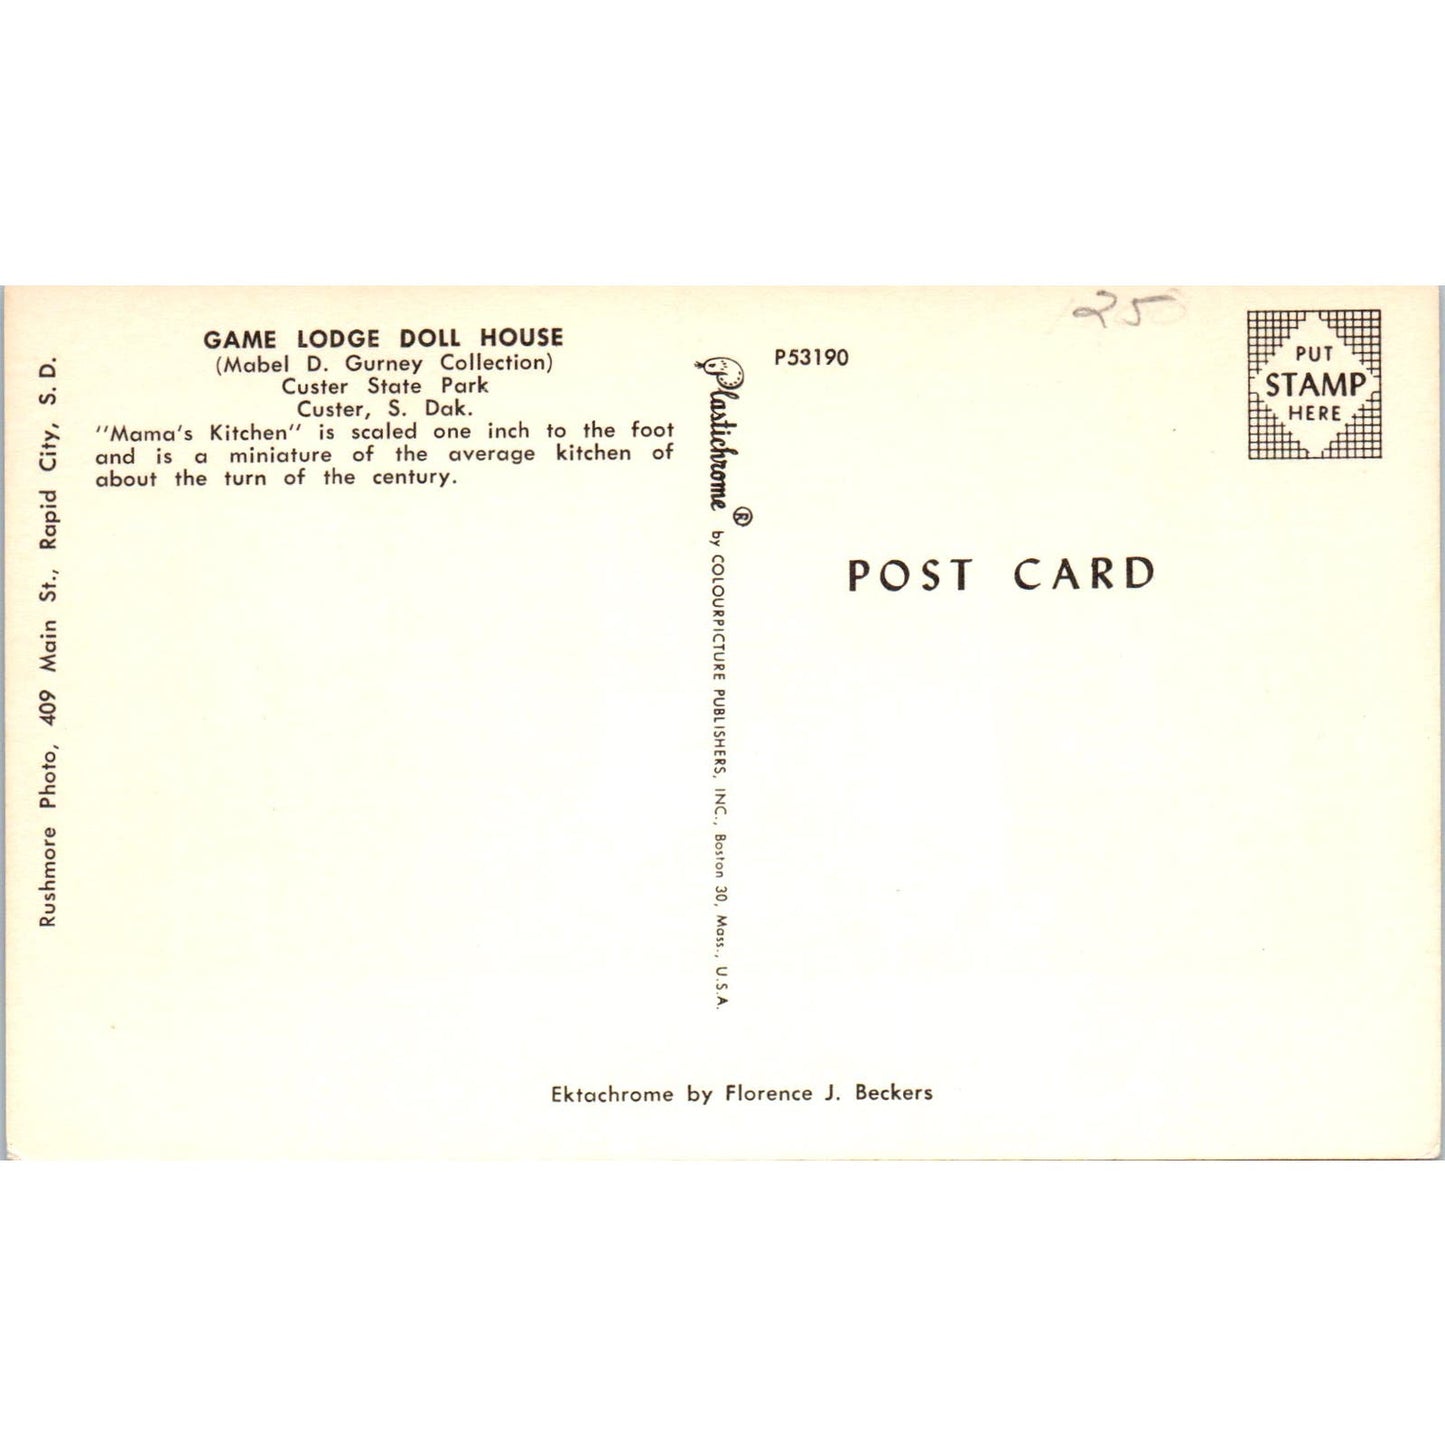 GAME LODGE DOLL HOUSE
(Mabel D. Gurney Collection)
Custer State Park
Custer, S. Dak.
"Mama's Kitchen" is scaled one inch to the foot
and is a miniature of the average kitchen of
about the turn of the century.
Rushmore Photo, 409 Main St., Rapid City, S. D.
Plastichrome ® by COLOURPICTURE PUBLISHERS, INC., Boston 30, Mass., U.S.A.
P53190
25
PUT
STAMP
HERE
POST CARD
Ektachrome by Florence J. Beckers